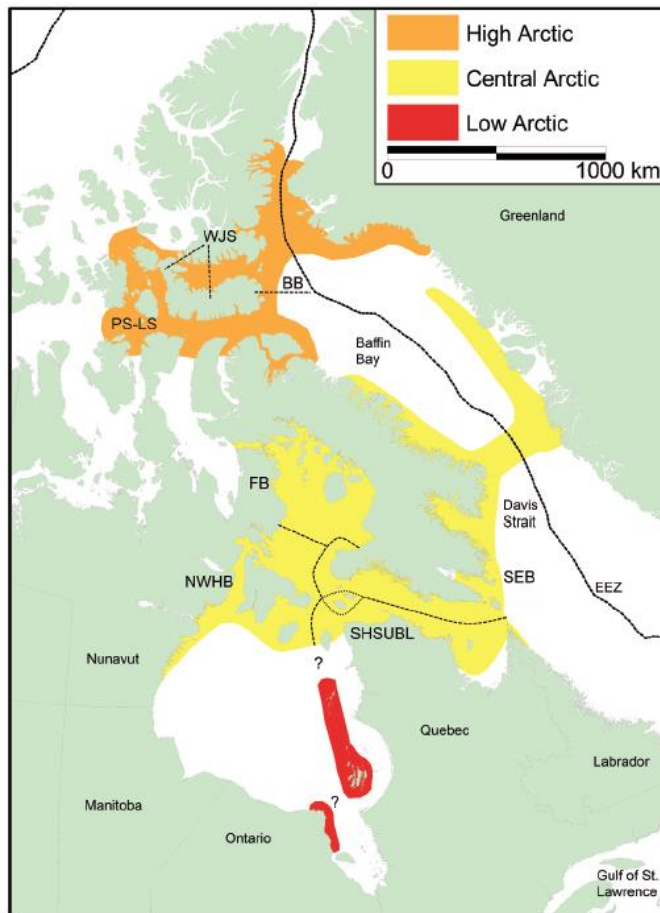 High Arctic
Central Arctic
Low Arctic
0 1000 km
Greenland
WJS
BB
PS-LS
Baffin
Bay
FB
Davis
Strait
NWHB
SEB
EEZ
SHSUBL
Nunavut
?
Quebec
Labrador
?
Manitoba
Ontario
Gulf of St.
Lawrence